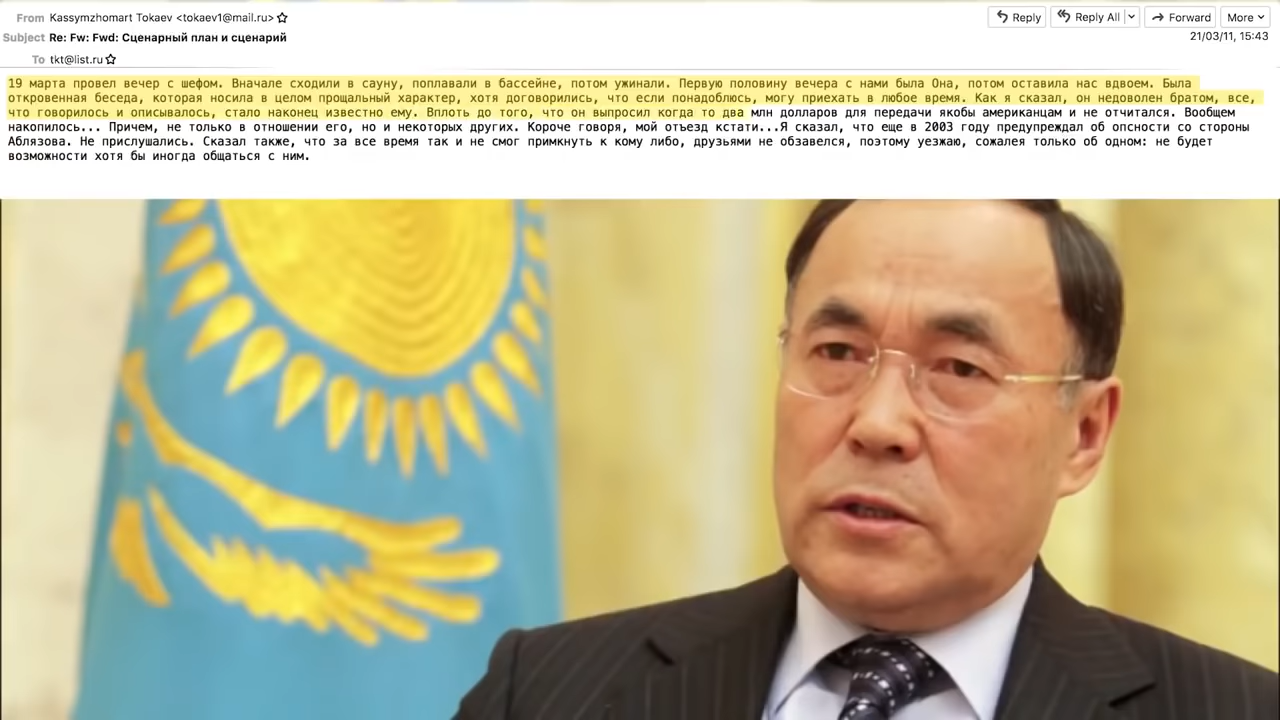 From Kassymzhomart Tokaev <tokaev1@mail.ru> Reply Reply All Forward More
Subject Re: Fw: Fwd: Сценарный план и сценарий 21/03/11, 15:43
To tkt@list.ru
19 марта провел вечер с шефом. Вначале сходили в сауну, поплавали в бассейне, потом ужинали. Первую половину вечера с нами была Она, потом оставила нас вдвоем. Была
откровенная беседа, которая носила в целом прощальный характер, хотя договорились, что если понадоблюсь, могу приехать в любое время. Как я сказал, он недоволен братом, все,
что говорилось и описывалось, стало наконец известно ему. Вплоть до того, что он выпросил когда то два млн долларов для передачи якобы американцам и не отчитался. Вообщем
накопилось... Причем, не только в отношении его, но и некоторых других. Короче говоря, мой отъезд кстати...Я сказал, что еще в 2003 году предупреждал об опсности со стороны
Аблязова. Не прислушались. Сказал также, что за все время так и не смог примкнуть к кому либо, друзьями не обзавелся, поэтому уезжаю, сожалея только об одном: не будет
возможности хотя бы иногда общаться с ним.